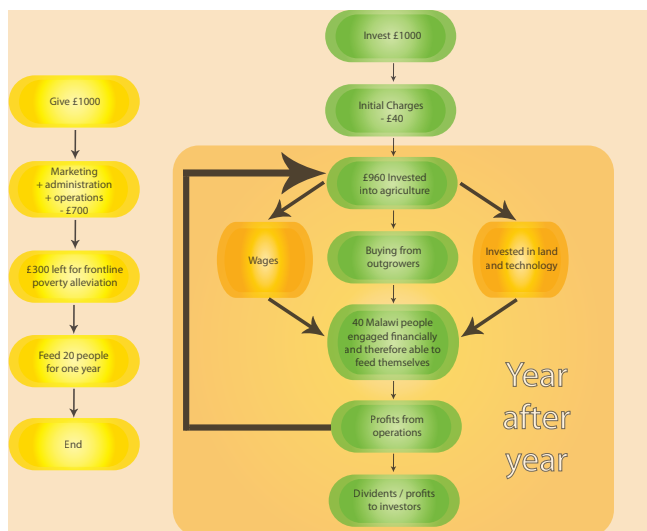 Give £1000
Marketing
+ administration
+ operations
- £700
£300 left for frontline
poverty alleviation
Feed 20 people
for one year
End
Invest £1000
Initial Charges
- £40
£960 Invested
into agriculture
Wages
Buying from
outgrowers
Invested in land
and technology
40 Malawi people
engaged financially
and therefore able to
feed themselves
Profits from
operations
Dividents / profits
to investors
Year
after
year